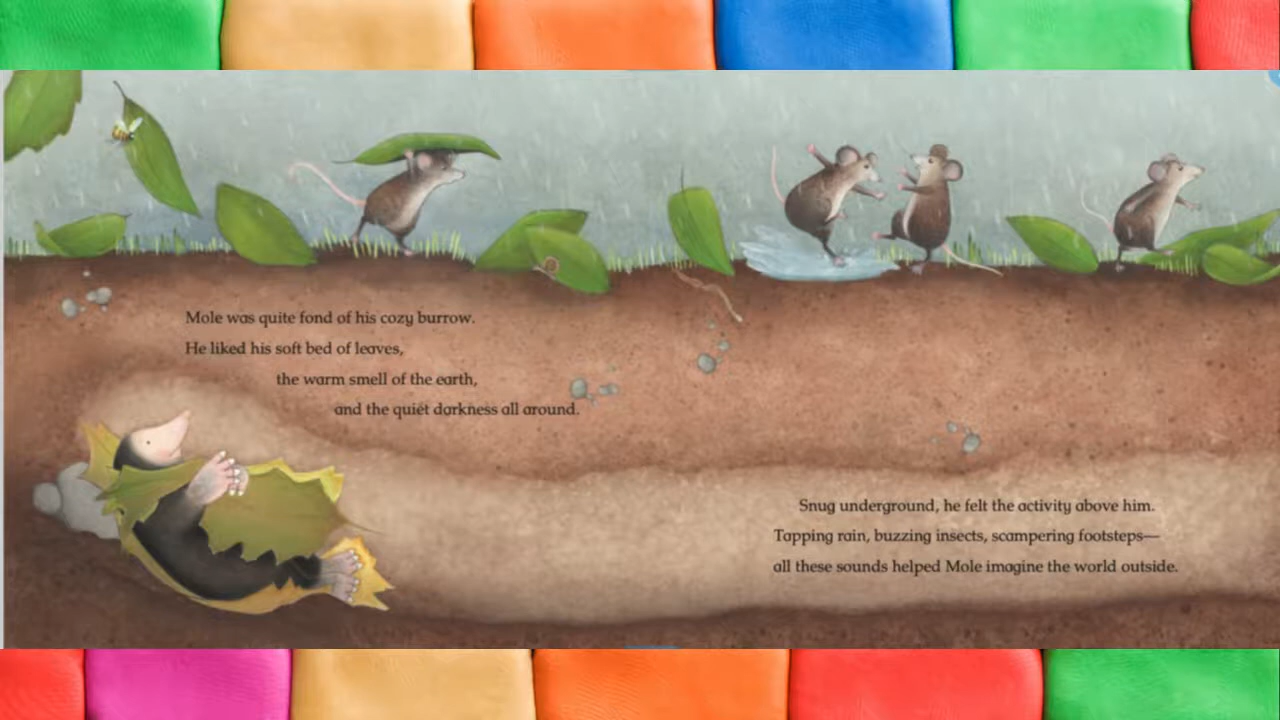 Mole was quite fond of his cozy burrow.
He liked his soft bed of leaves,
the warm smell of the earth,
and the quiet darkness all around.
Snug underground, he felt the activity above him.
Tapping rain, buzzing insects, scampering footsteps—
all these sounds helped Mole imagine the world outside.